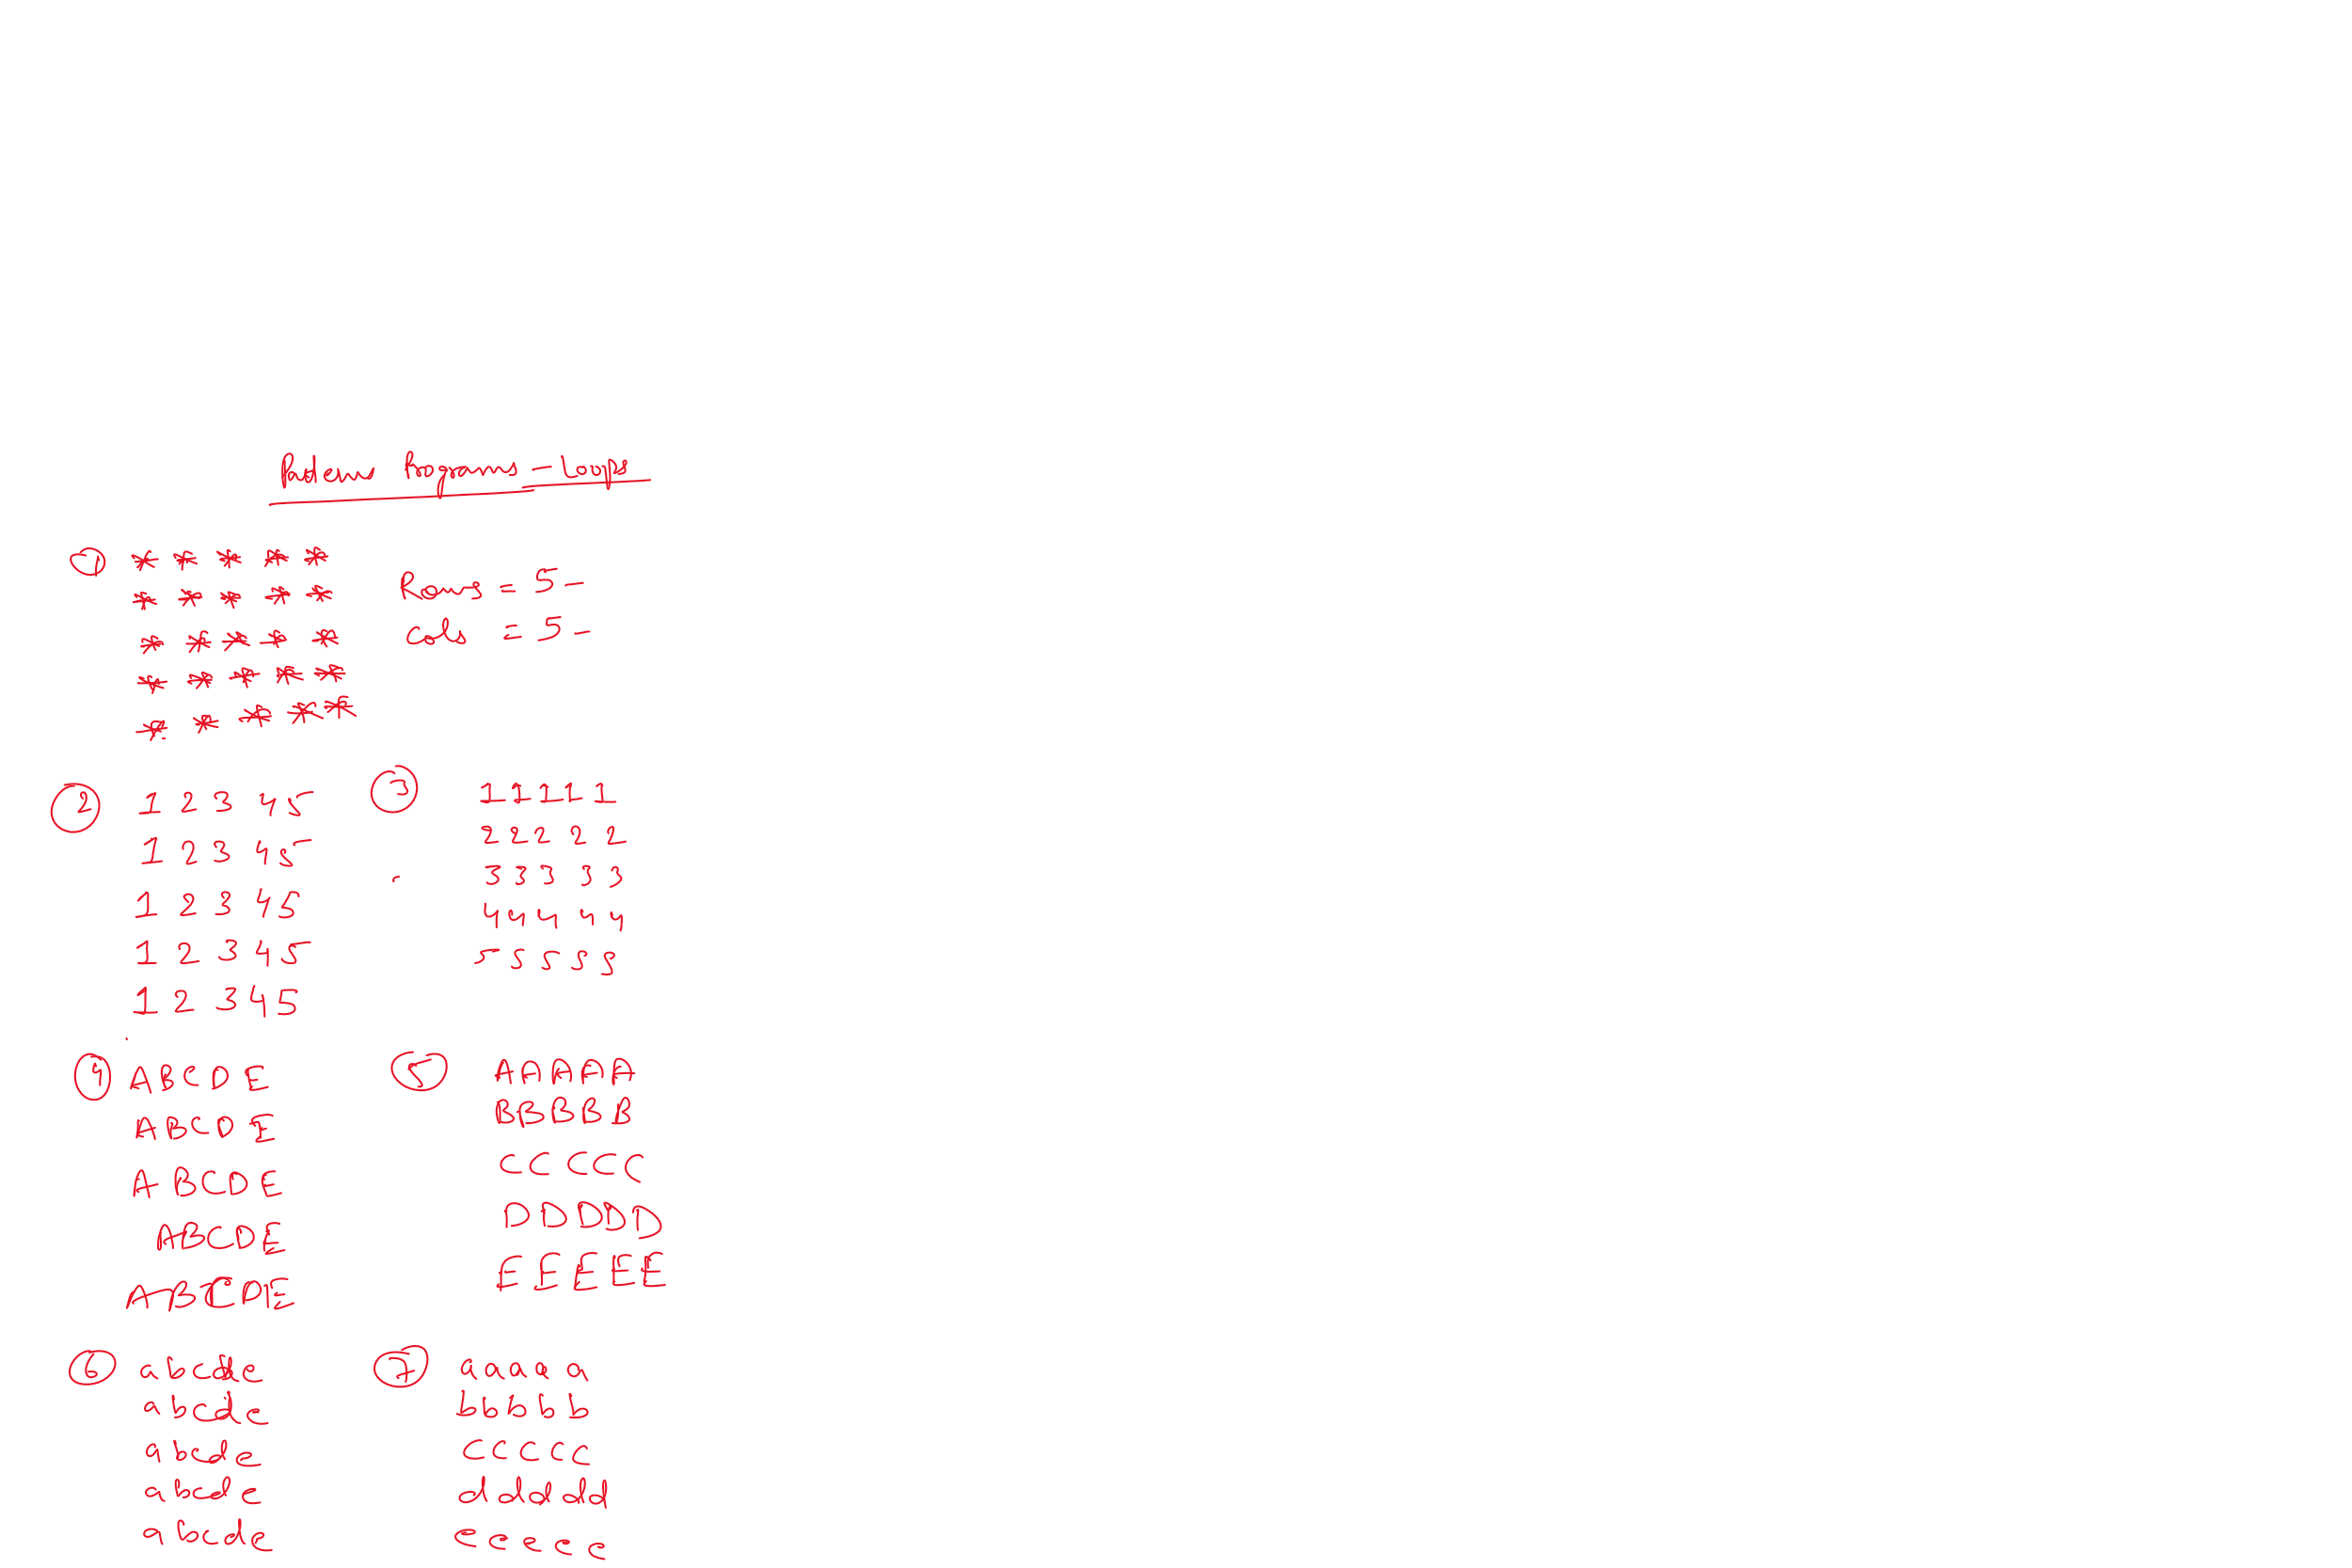 Pattern Programs - Loops
1 * * * * *
* * * * *
* * * * *
* * * * *
* * * * *
Rows = 5 -
Cols = 5 -
2 1 2 3 4 5
1 2 3 4 5
1 2 3 4 5
1 2 3 4 5
1 2 3 4 5
3 1 1 1 1 1
2 2 2 2 2
3 3 3 3 3
4 4 4 4 4
5 5 5 5 5
4 A B C D E
A B C D E
A B C D E
A B C D E
A B C D E
5 A A A A A
B B B B B
C C C C C
D D D D D
E E E E E
6 a b c d e
a b c d e
a b c d e
a b c d e
a b c d e
7 a a a a a
b b b b b
c c c c c
d d d d d
e e e e e